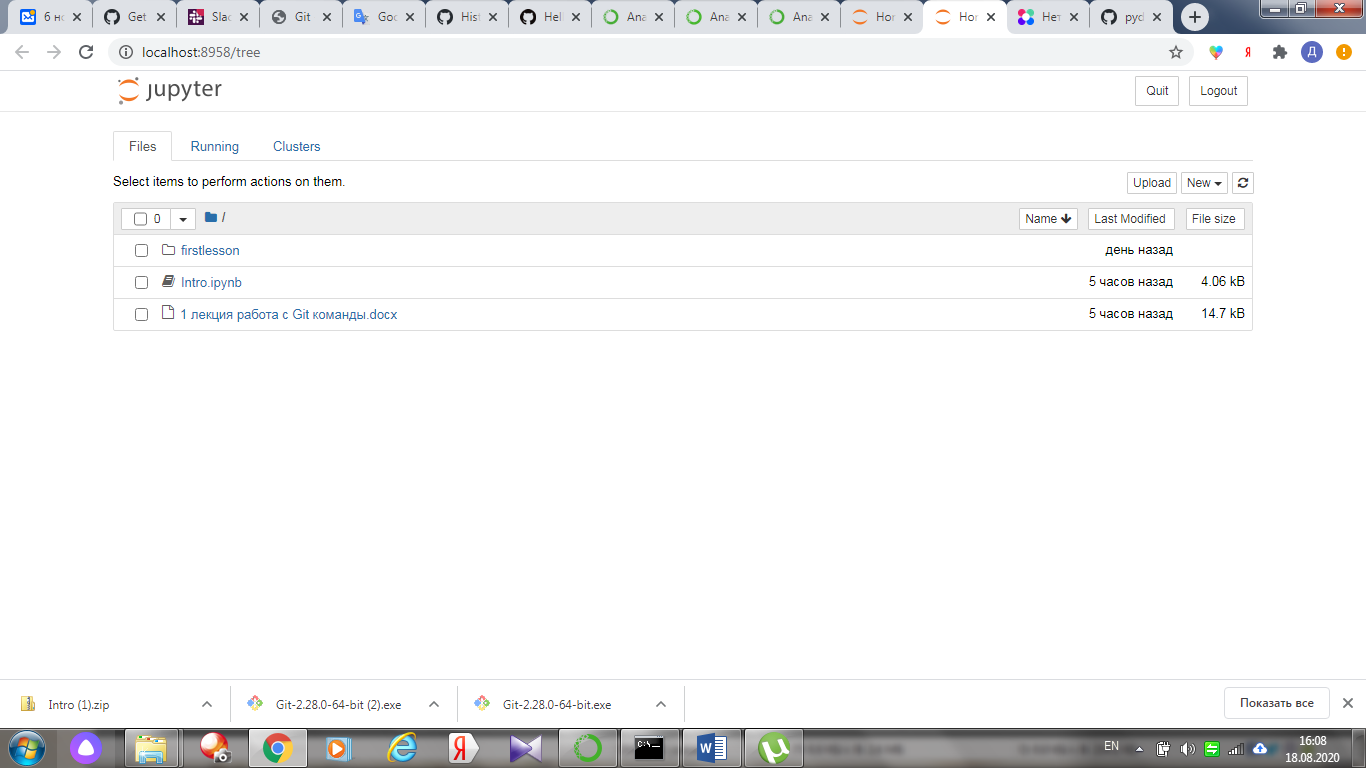 6 но Get Slac Git Goo Hist Hell Ana Ana Ana Hor Hor Нет pyd
localhost:8958/tree Я Д
jupyter Quit Logout
Files Running Clusters
Select items to perform actions on them. Upload New
0 / Name Last Modified File size
firstlesson день назад
Intro.ipynb 5 часов назад 4.06 kB
1 лекция работа с Git команды.docx 5 часов назад 14.7 kB
Intro (1).zip Git-2.28.0-64-bit (2).exe Git-2.28.0-64-bit.exe Показать все
Я C:\ W EN 16:08
18.08.2020